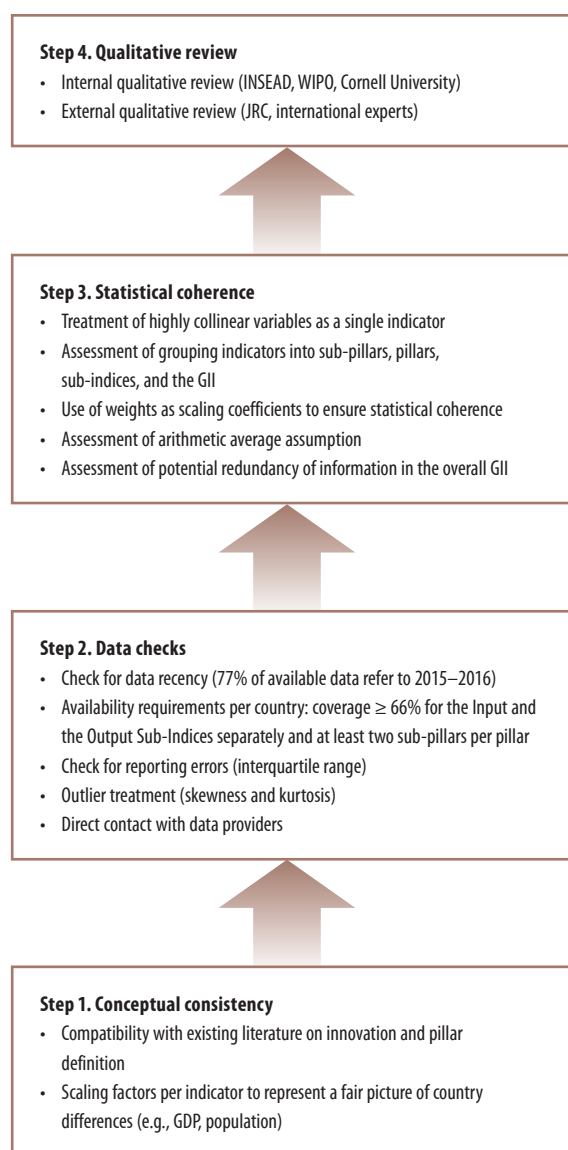 Step 4. Qualitative review
• Internal qualitative review (INSEAD, WIPO, Cornell University)
• External qualitative review (JRC, international experts)
Step 3. Statistical coherence
• Treatment of highly collinear variables as a single indicator
• Assessment of grouping indicators into sub-pillars, pillars,
sub-indices, and the GII
• Use of weights as scaling coefficients to ensure statistical coherence
• Assessment of arithmetic average assumption
• Assessment of potential redundancy of information in the overall GII
Step 2. Data checks
• Check for data recency (77% of available data refer to 2015–2016)
• Availability requirements per country: coverage ≥ 66% for the Input and
the Output Sub-Indices separately and at least two sub-pillars per pillar
• Check for reporting errors (interquartile range)
• Outlier treatment (skewness and kurtosis)
• Direct contact with data providers
Step 1. Conceptual consistency
• Compatibility with existing literature on innovation and pillar
definition
• Scaling factors per indicator to represent a fair picture of country
differences (e.g., GDP, population)